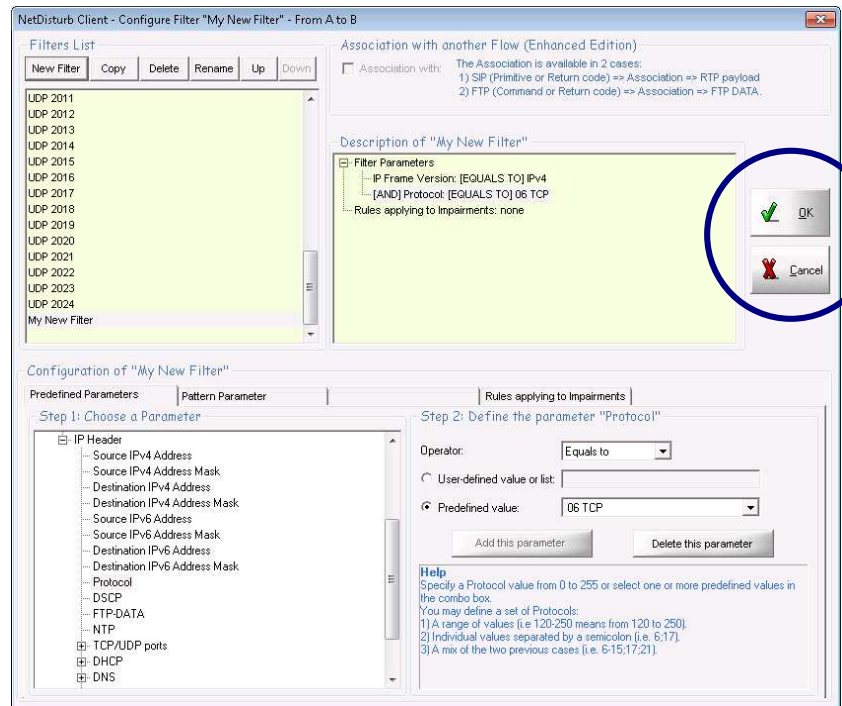 NetDisturb Client - Configure Filter "My New Filter" - From A to B
Filters List
New Filter
Copy
Delete
Rename
Up
Down
UDP 2011
UDP 2012
UDP 2013
UDP 2014
UDP 2015
UDP 2016
UDP 2017
UDP 2018
UDP 2019
UDP 2020
UDP 2021
UDP 2022
UDP 2023
UDP 2024
My New Filter
Association with another Flow (Enhanced Edition)
Association with:
The Association is available in 2 cases:
1) SIP (Primitive or Return code) => Association => RTP payload
2) FTP (Command or Return code) => Association => FTP DATA.
Description of "My New Filter"
Filter Parameters
IP Frame Version: [EQUALS TO] IPv4
[AND] Protocol: [EQUALS TO] 06 TCP
Rules applying to Impairments: none
OK
Cancel
Configuration of "My New Filter"
Predefined Parameters
Pattern Parameter
Rules applying to Impairments
Step 1: Choose a Parameter
IP Header
Source IPv4 Address
Source IPv4 Address Mask
Destination IPv4 Address
Destination IPv4 Address Mask
Source IPv6 Address
Source IPv6 Address Mask
Destination IPv6 Address
Destination IPv6 Address Mask
Protocol
DSCP
FTP-DATA
NTP
TCP/UDP ports
DHCP
DNS
Step 2: Define the parameter "Protocol"
Operator:
Equals to
User-defined value or list:
Predefined value:
06 TCP
Add this parameter
Delete this parameter
Help
Specify a Protocol value from 0 to 255 or select one or more predefined values in
the combo box.
You may define a set of Protocols:
1) A range of values (i.e 120-250 means from 120 to 250).
2) Individual values separated by a semicolon (i.e. 6;17).
3) A mix of the two previous cases (i.e. 6-15;17;21).